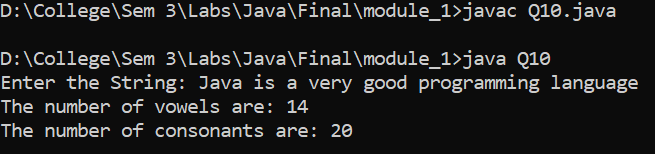 D:\College\Sem 3\Labs\Java\Final\module_1>javac Q10.java
D:\College\Sem 3\Labs\Java\Final\module_1>java Q10
Enter the String: Java is a very good programming language
The number of vowels are: 14
The number of consonants are: 20